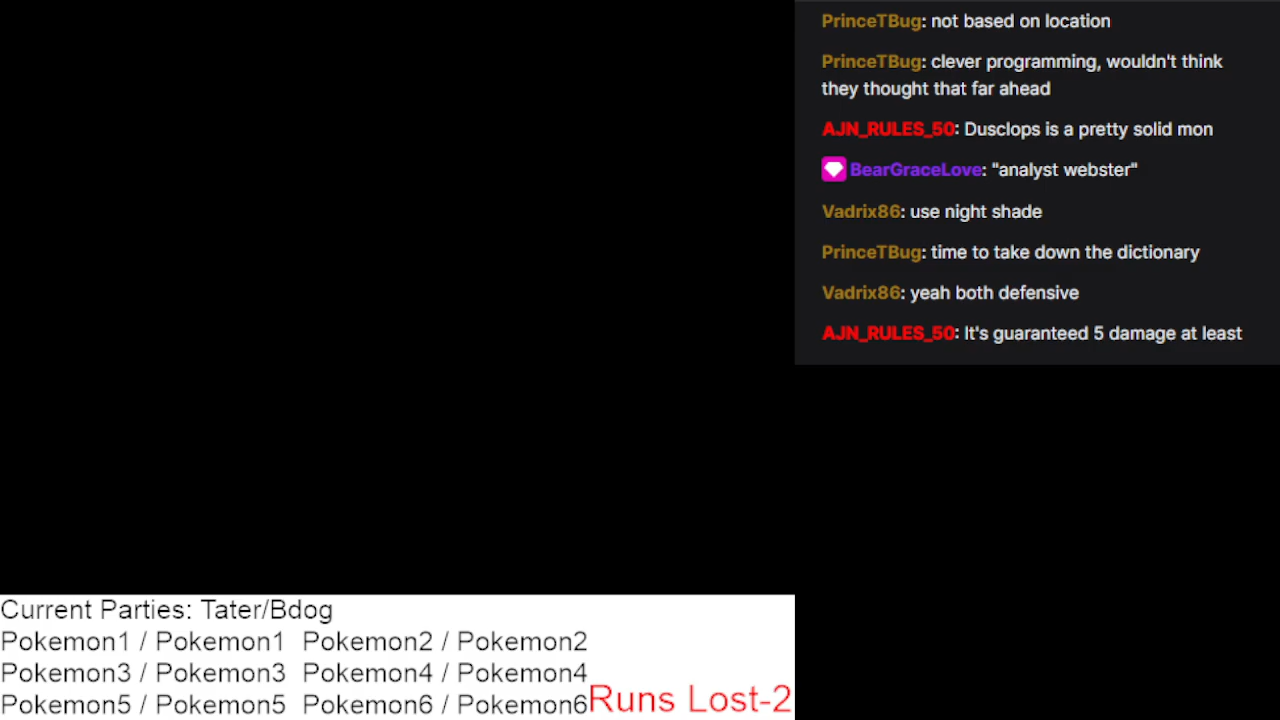 PrinceTBug: not based on location
PrinceTBug: clever programming, wouldn't think
they thought that far ahead
AJN_RULES_50: Dusclops is a pretty solid mon
BearGraceLove: "analyst webster"
Vadrix86: use night shade
PrinceTBug: time to take down the dictionary
Vadrix86: yeah both defensive
AJN_RULES_50: It's guaranteed 5 damage at least
Current Parties: Tater/Bdog
Pokemon1 / Pokemon1 Pokemon2 / Pokemon2
Pokemon3 / Pokemon3 Pokemon4 / Pokemon4
Pokemon5 / Pokemon5 Pokemon6 / Pokemon6
Runs Lost-2